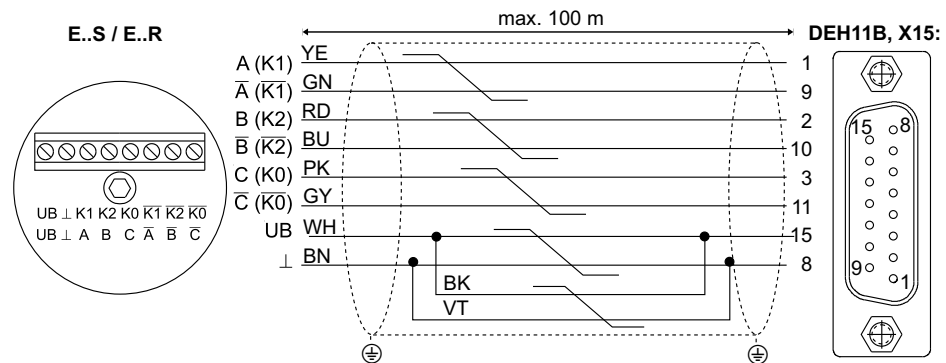 E..S / E..R
max. 100 m
DEH11B, X15:
A (K1) YE 1
A̅ (K̅1̅) GN 9
B (K2) RD 2
B̅ (K̅2̅) BU 10
C (K0) PK 3
C̅ (K̅0̅) GY 11
UB WH 15
⊥ BN 8
BK
VT
UB ⊥ K1 K2 K0 K̅1̅ K̅2̅ K̅0̅
UB ⊥ A B C A̅ B̅ C̅
15 8
9 1